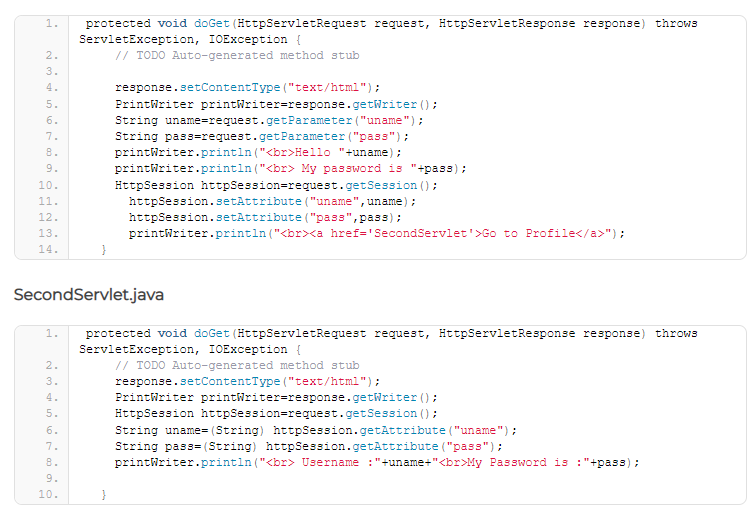 1. protected void doGet(HttpServletRequest request, HttpServletResponse response) throws
ServletException, IOException {
2. // TODO Auto-generated method stub
3.
4. response.setContentType("text/html");
5. PrintWriter printWriter=response.getWriter();
6. String uname=request.getParameter("uname");
7. String pass=request.getParameter("pass");
8. printWriter.println("<br>Hello "+uname);
9. printWriter.println("<br> My password is "+pass);
10. HttpSession httpSession=request.getSession();
11. httpSession.setAttribute("uname",uname);
12. httpSession.setAttribute("pass",pass);
13. printWriter.println("<br><a href='SecondServlet'>Go to Profile</a>");
14. }
SecondServlet.java
1. protected void doGet(HttpServletRequest request, HttpServletResponse response) throws
ServletException, IOException {
2. // TODO Auto-generated method stub
3. response.setContentType("text/html");
4. PrintWriter printWriter=response.getWriter();
5. HttpSession httpSession=request.getSession();
6. String uname=(String) httpSession.getAttribute("uname");
7. String pass=(String) httpSession.getAttribute("pass");
8. printWriter.println("<br> Username :"+uname+"<br>My Password is :"+pass);
9.
10. }